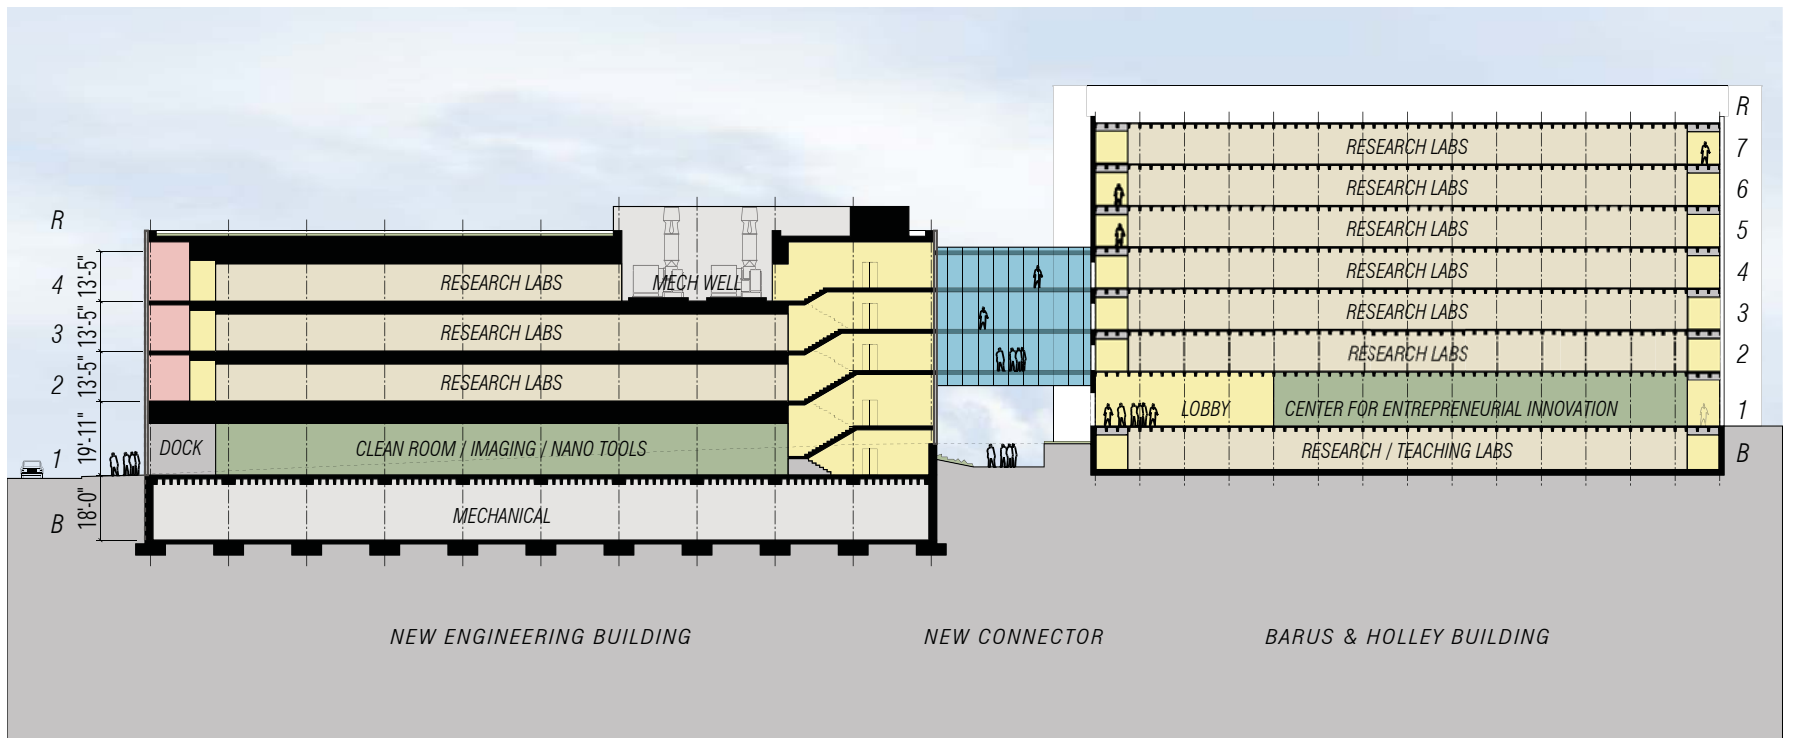 R
4
3
2
1
B
13'-5"
13'-5"
13'-5"
19'-11"
18'-0"
RESEARCH LABS
MECH WELL
RESEARCH LABS
RESEARCH LABS
DOCK
CLEAN ROOM / IMAGING / NANO TOOLS
MECHANICAL
RESEARCH LABS
RESEARCH LABS
RESEARCH LABS
RESEARCH LABS
RESEARCH LABS
RESEARCH LABS
LOBBY
CENTER FOR ENTREPRENEURIAL INNOVATION
RESEARCH / TEACHING LABS
R
7
6
5
4
3
2
1
B
NEW ENGINEERING BUILDING
NEW CONNECTOR
BARUS & HOLLEY BUILDING